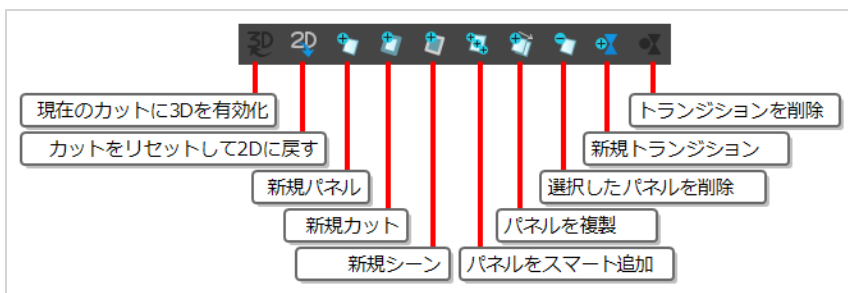 3D
2D
現在のカットに3Dを有効化
トランジションを削除
カットをリセットして2Dに戻す
新規トランジション
新規パネル
選択したパネルを削除
新規カット
パネルを複製
新規シーン
パネルをスマート追加